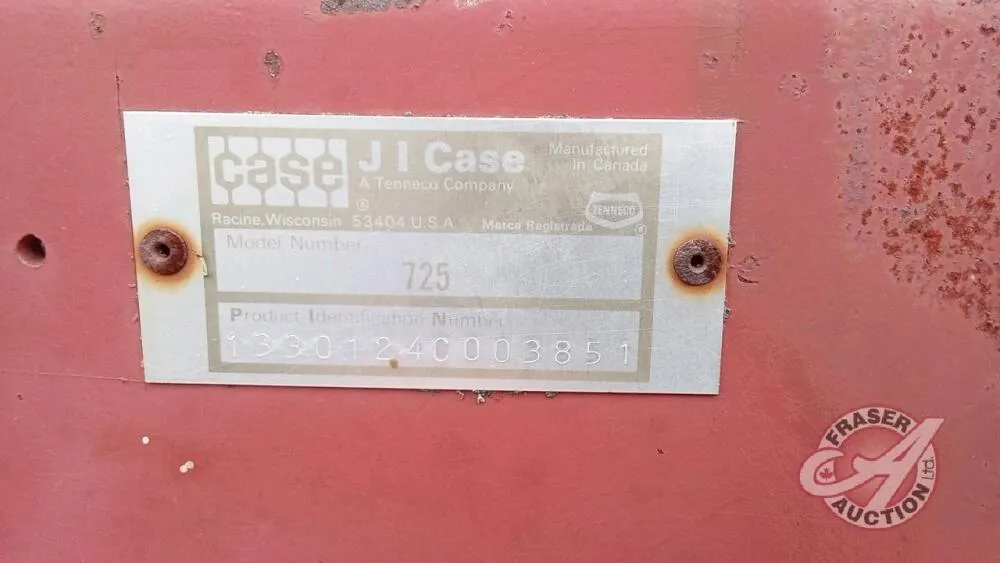 case
J I Case
A Tenneco Company
®
Manufactured
In Canada
Racine, Wisconsin 53404 U.S.A
Marca Registrada
TENNECO
®
Model Number
725
Product Identification Number
1330124C003851
FRASER
AUCTION Ltd.